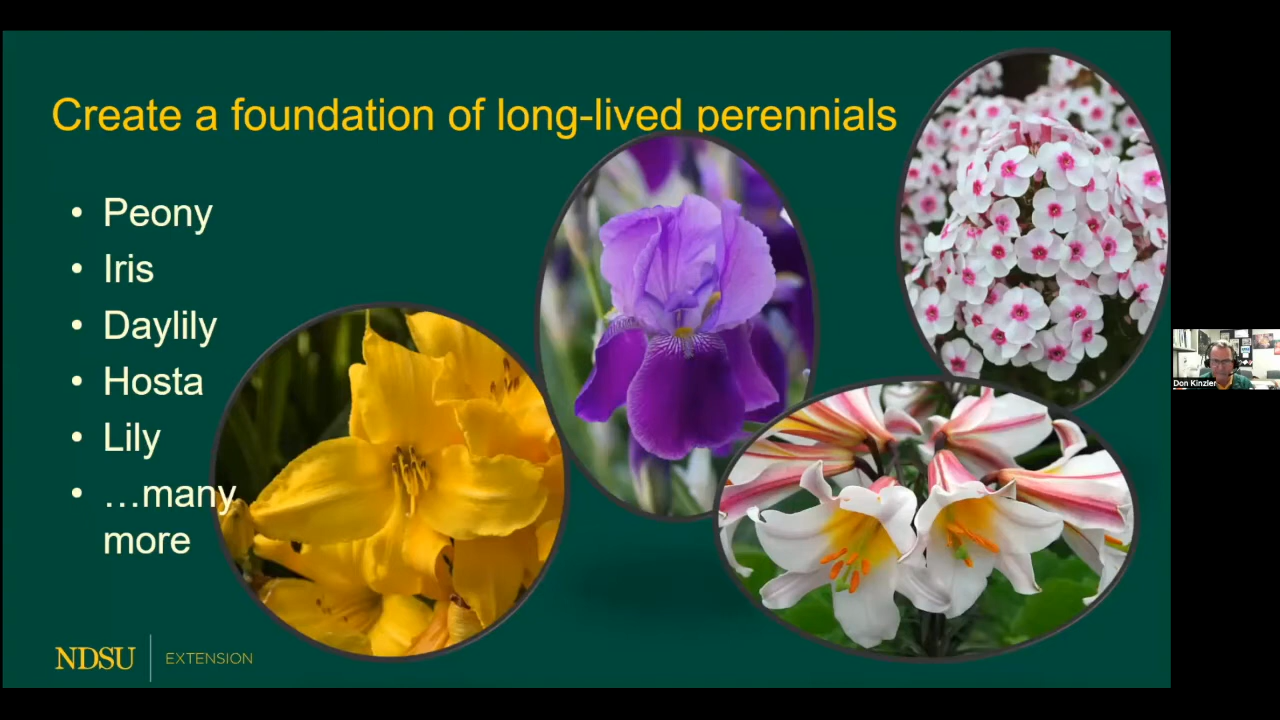 Create a foundation of long-lived perennials
• Peony
• Iris
• Daylily
• Hosta
• Lily
• …many
more
NDSU EXTENSION
Don Kinzler